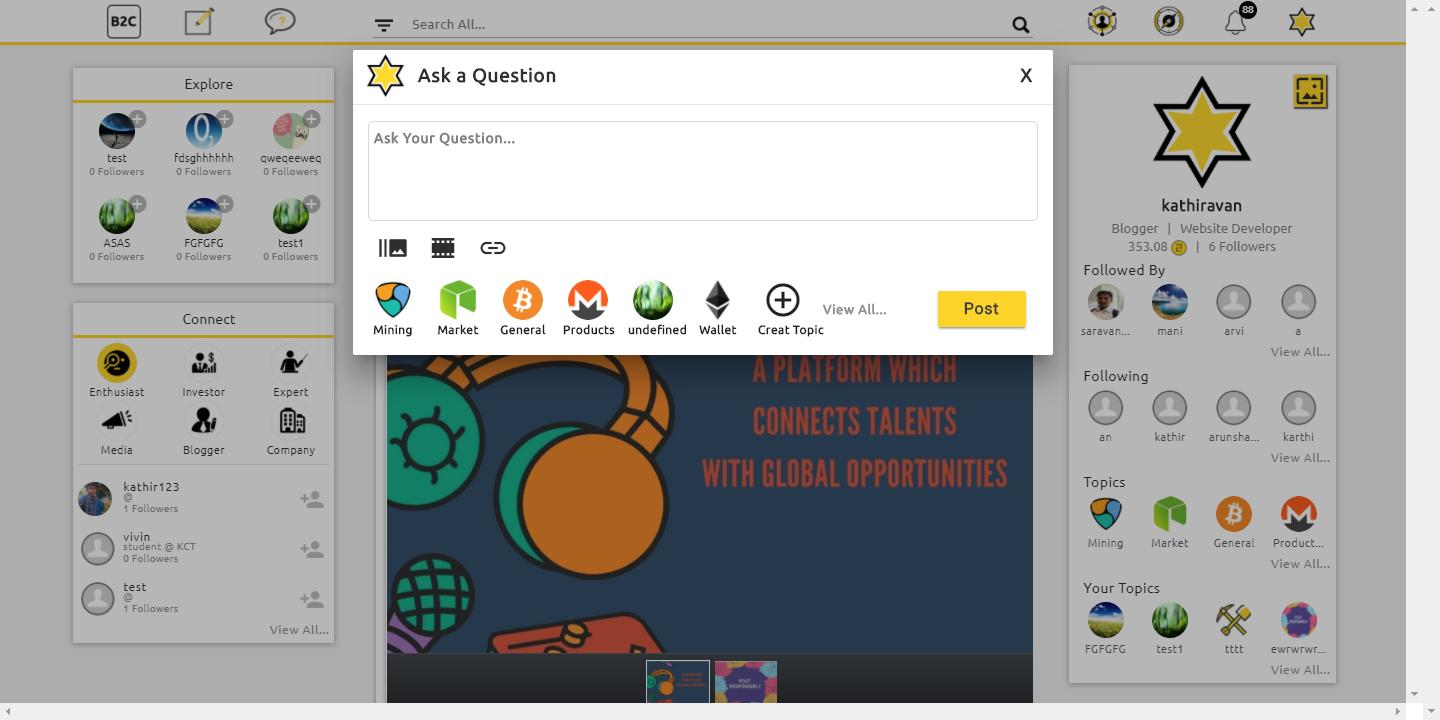 B2C
Search All...
88
Explore
test
0 Followers
fdsghhhhhh
0 Followers
qweqeeweq
0 Followers
ASAS
0 Followers
FGFGFG
0 Followers
test1
0 Followers
Connect
Enthusiast
Investor
Expert
Media
Blogger
Company
kathir123
@
1 Followers
vivin
student @ KCT
0 Followers
test
@
1 Followers
View All...
Ask a Question
X
Ask Your Question...
Mining
Market
General
Products
undefined
Wallet
Creat Topic
View All...
Post
A PLATFORM WHICH
CONNECTS TALENTS
WITH GLOBAL OPPORTUNITIES
POST
RESPONSIBLY
kathiravan
Blogger | Website Developer
353.08 2 | 6 Followers
Followed By
saravan...
mani
arvi
a
View All...
Following
an
kathir
arunsha...
karthi
View All...
Topics
Mining
Market
General
Product...
View All...
Your Topics
FGFGFG
test1
tttt
ewrwrwr...
View All...